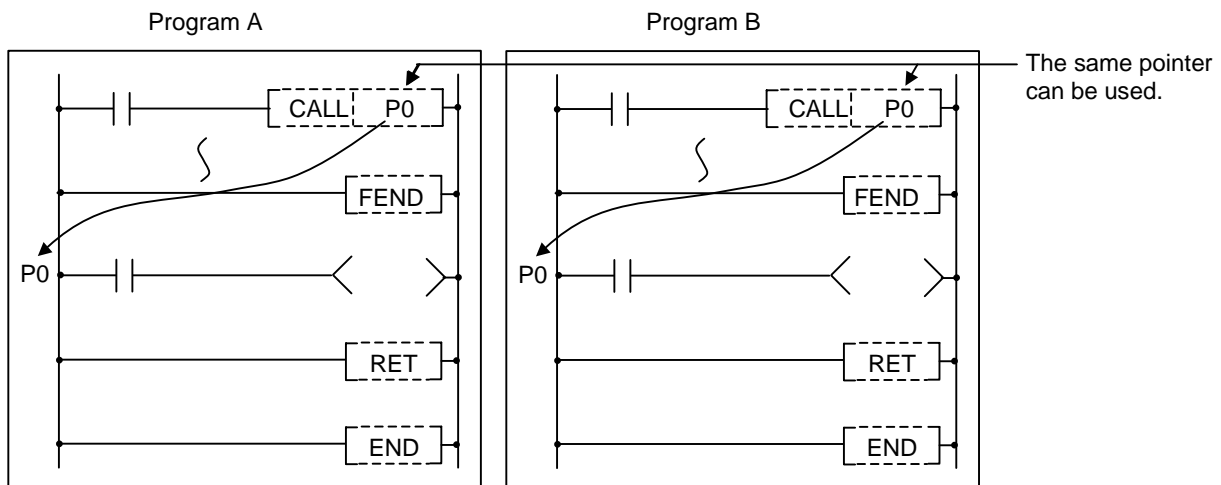 Program A
Program B
The same pointer
can be used.
CALL P0
CALL P0
FEND
FEND
P0
P0
RET
RET
END
END